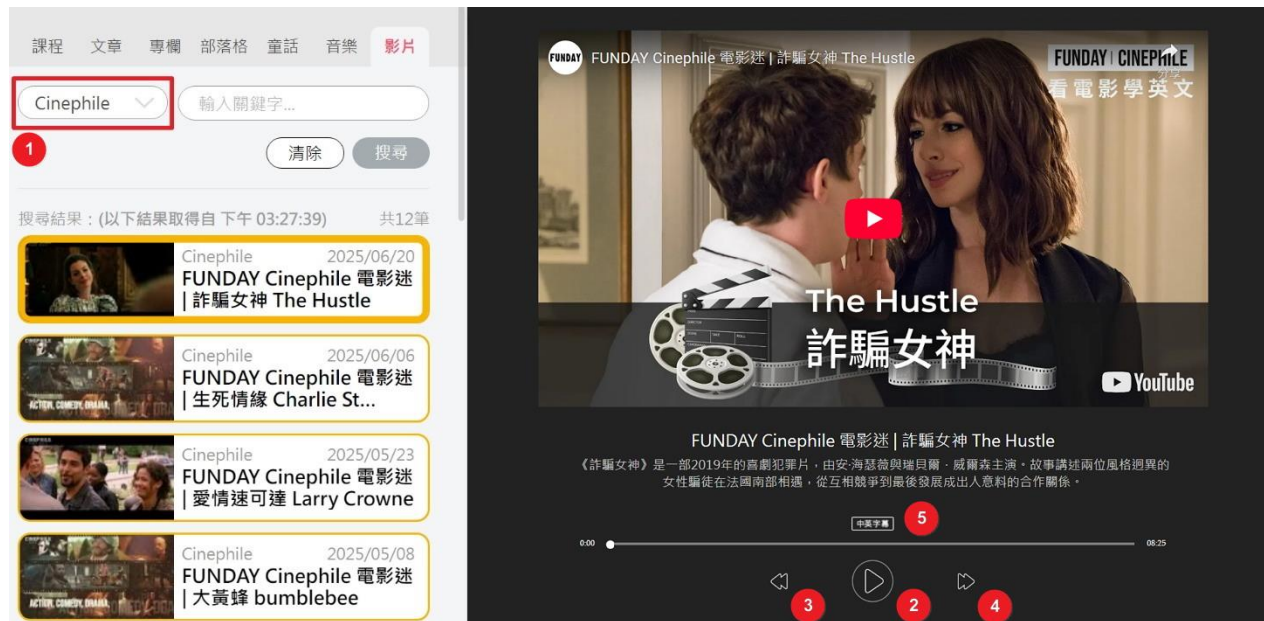 課程 文章 專欄 部落格 童話 音樂 影片
Cinephile 輸入關鍵字...
1
清除 搜尋
搜尋結果：(以下結果取得自 下午 03:27:39) 共12筆
Cinephile 2025/06/20
FUNDAY Cinephile 電影迷
| 詐騙女神 The Hustle
Cinephile 2025/06/06
FUNDAY Cinephile 電影迷
| 生死情緣 Charlie St...
ACTION, COMEDY, DRAMA,
Cinephile 2025/05/23
FUNDAY Cinephile 電影迷
| 愛情速可達 Larry Crowne
Cinephile 2025/05/08
FUNDAY Cinephile 電影迷
| 大黃蜂 bumblebee
ACTION, COMEDY, DRAMA,
FUNDAY FUNDAY Cinephile 電影迷 | 詐騙女神 The Hustle
FUNDAY | CINEPHILE
分享
看電影學英文
The Hustle
詐騙女神
YouTube
FUNDAY Cinephile 電影迷 | 詐騙女神 The Hustle
《詐騙女神》是一部2019年的喜劇犯罪片，由安·海瑟薇與瑞貝爾·威爾森主演。故事講述兩位風格迥異的
女性騙徒在法國南部相遇，從互相競爭到最後發展成出人意料的合作關係。
中英字幕 5
0:00 08:25
3 2 4